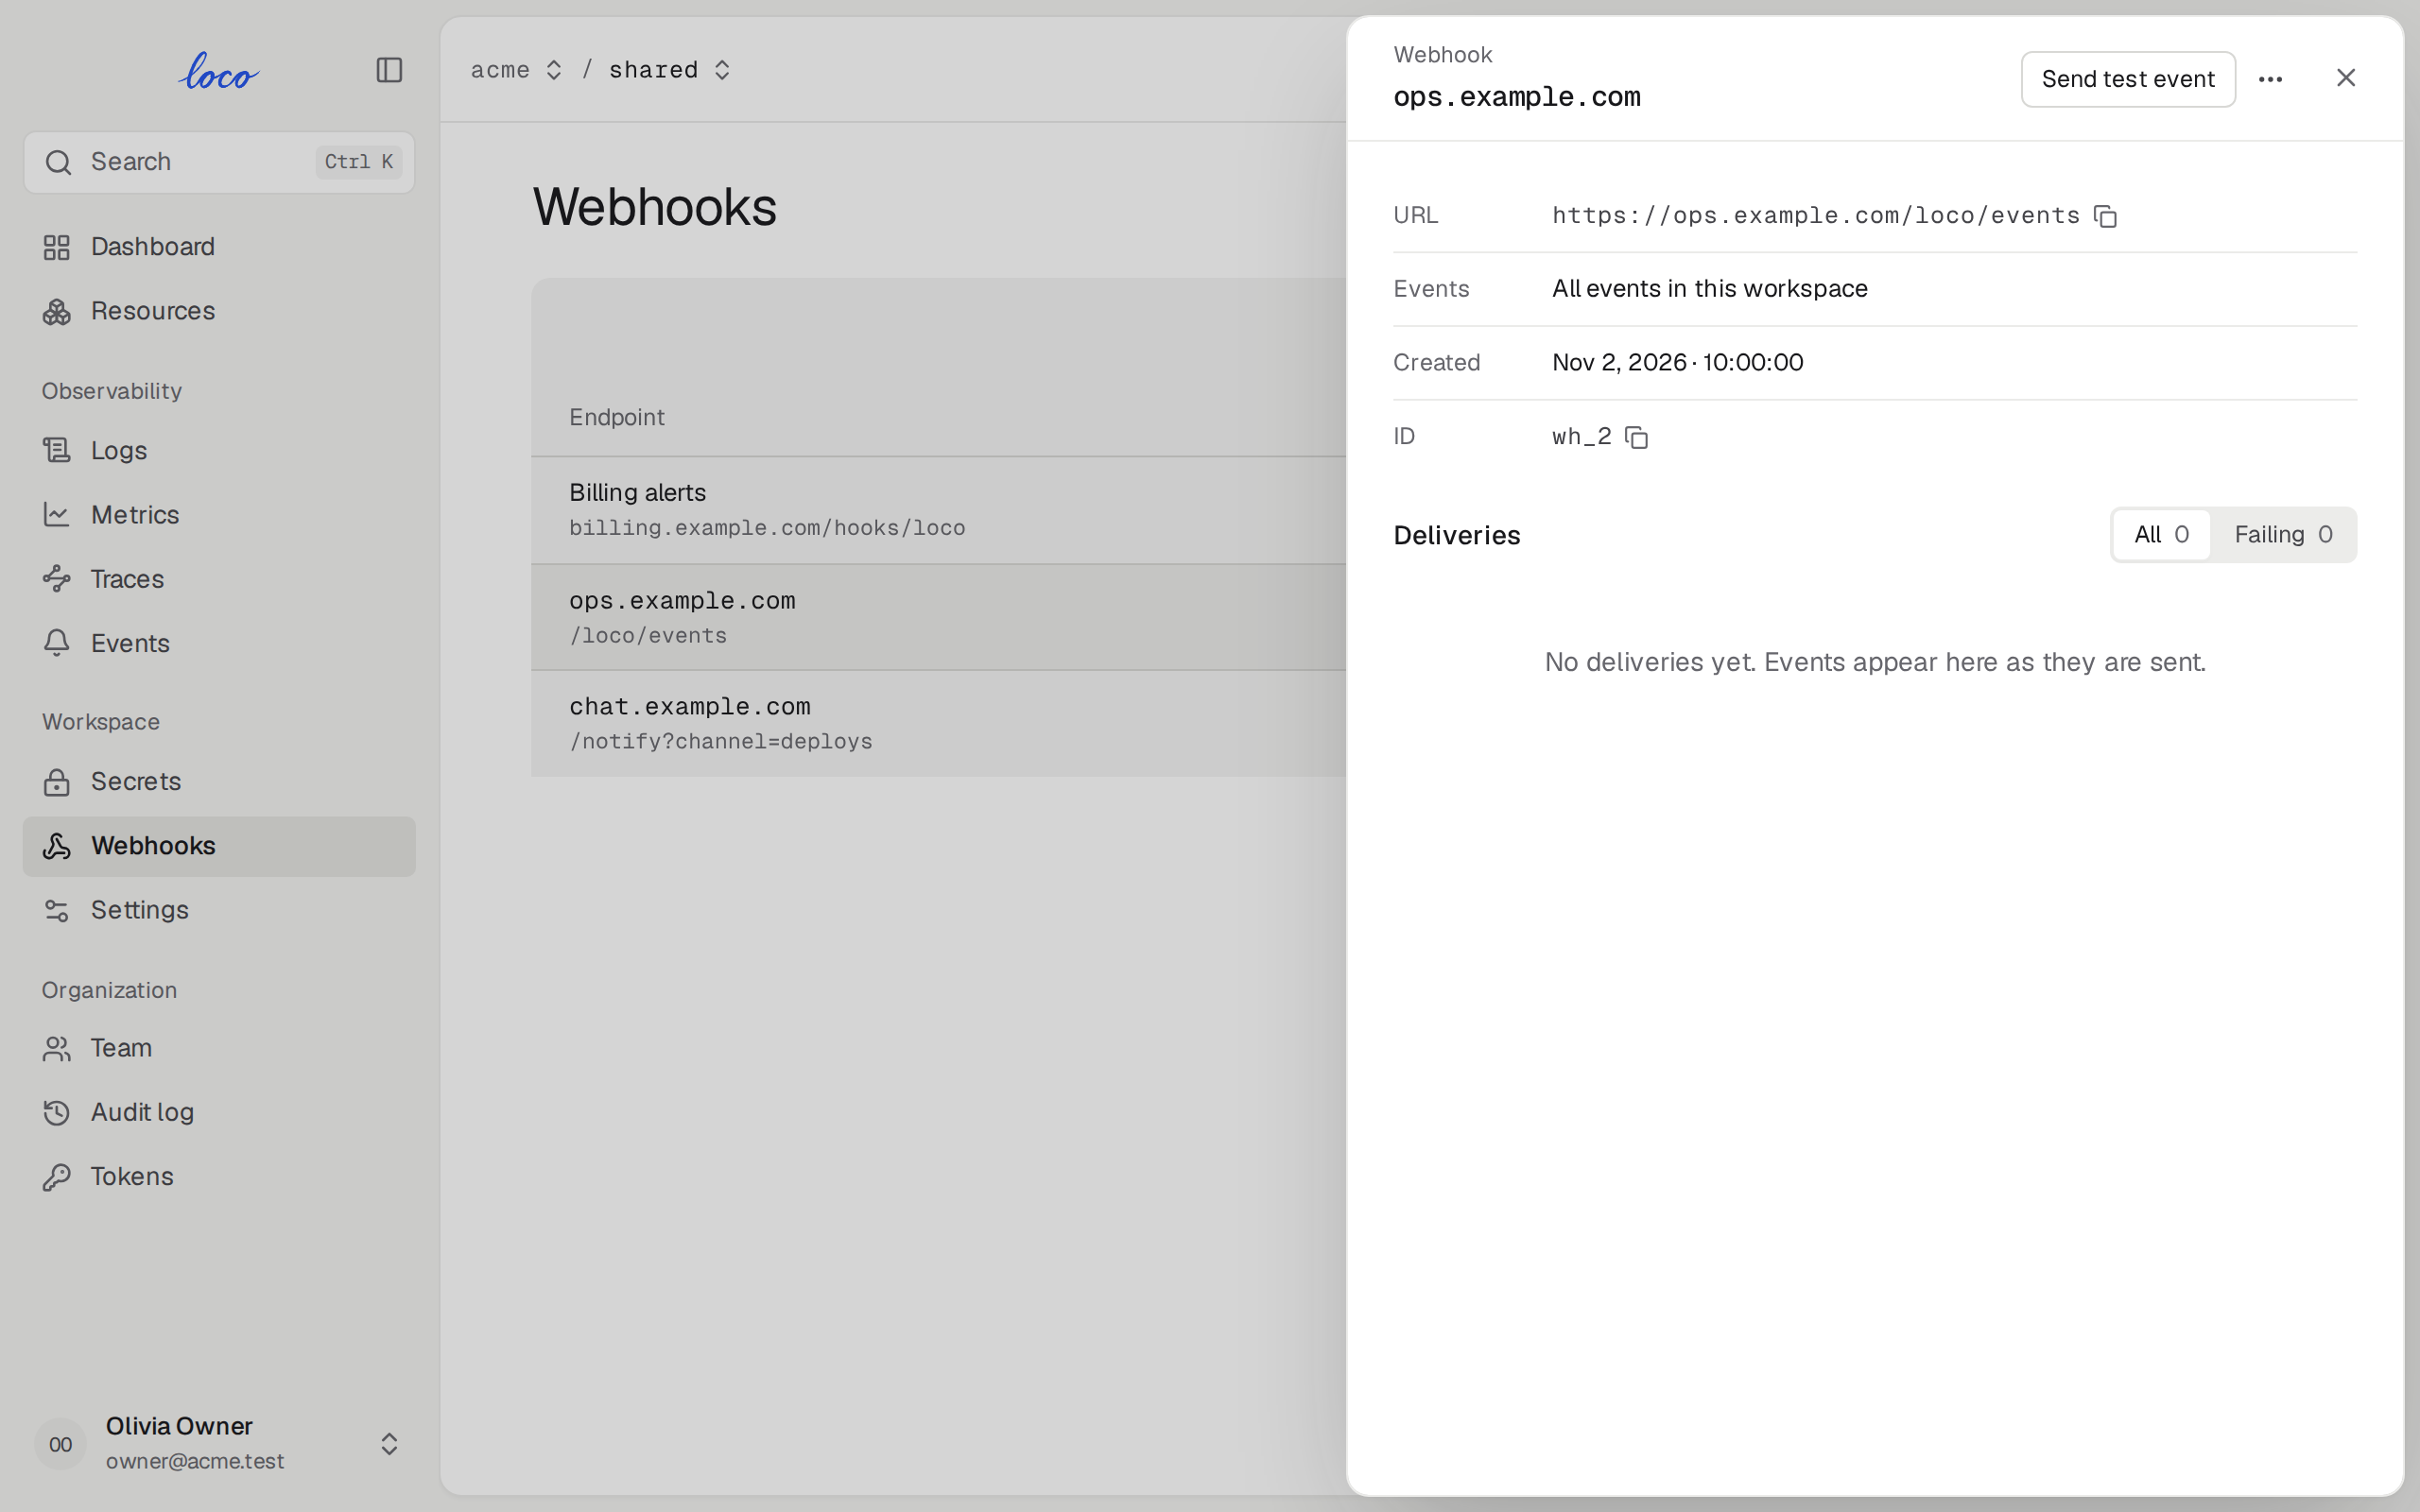 loco
Search Ctrl K
Dashboard
Resources
Observability
Logs
Metrics
Traces
Events
Workspace
Secrets
Webhooks
Settings
Organization
Team
Audit log
Tokens
OO
Olivia Owner
owner@acme.test
acme / shared
Webhooks
Endpoint
Billing alerts
billing.example.com/hooks/loco
ops.example.com
/loco/events
chat.example.com
/notify?channel=deploys
Webhook
ops.example.com
Send test event
URL https://ops.example.com/loco/events
Events All events in this workspace
Created Nov 2, 2026 · 10:00:00
ID wh_2
Deliveries
All 0 Failing 0
No deliveries yet. Events appear here as they are sent.